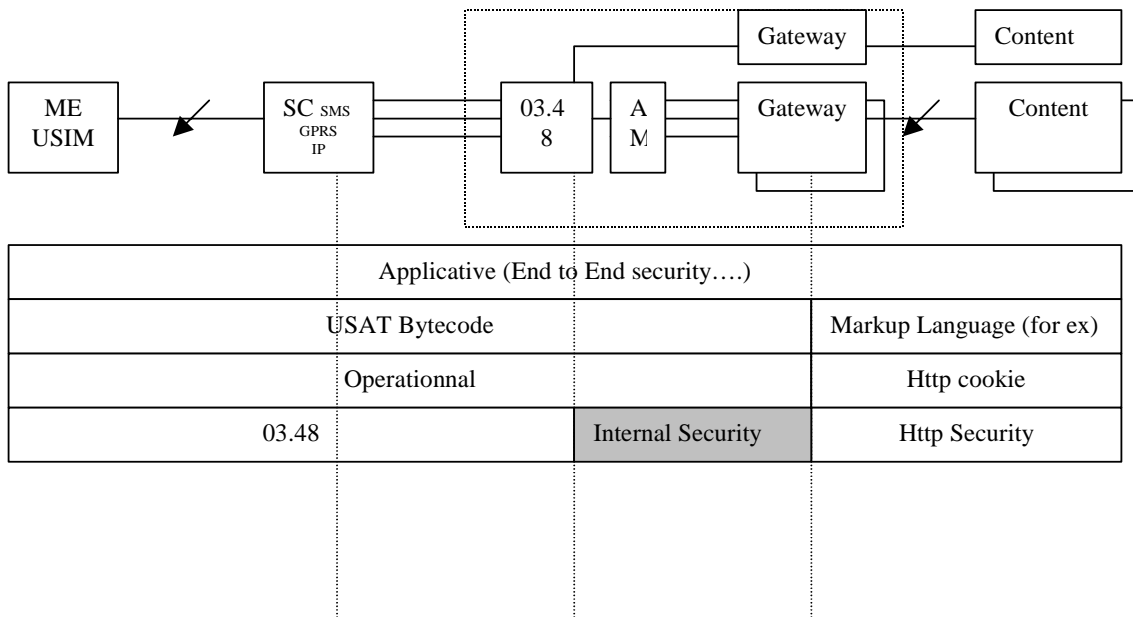 Gateway
Content
ME
USIM
SC SMS
GPRS
IP
03.4
8
A
M
Gateway
Content
Applicative (End to End security….)
USAT Bytecode
Markup Language (for ex)
Operationnal
Http cookie
03.48
Internal Security
Http Security